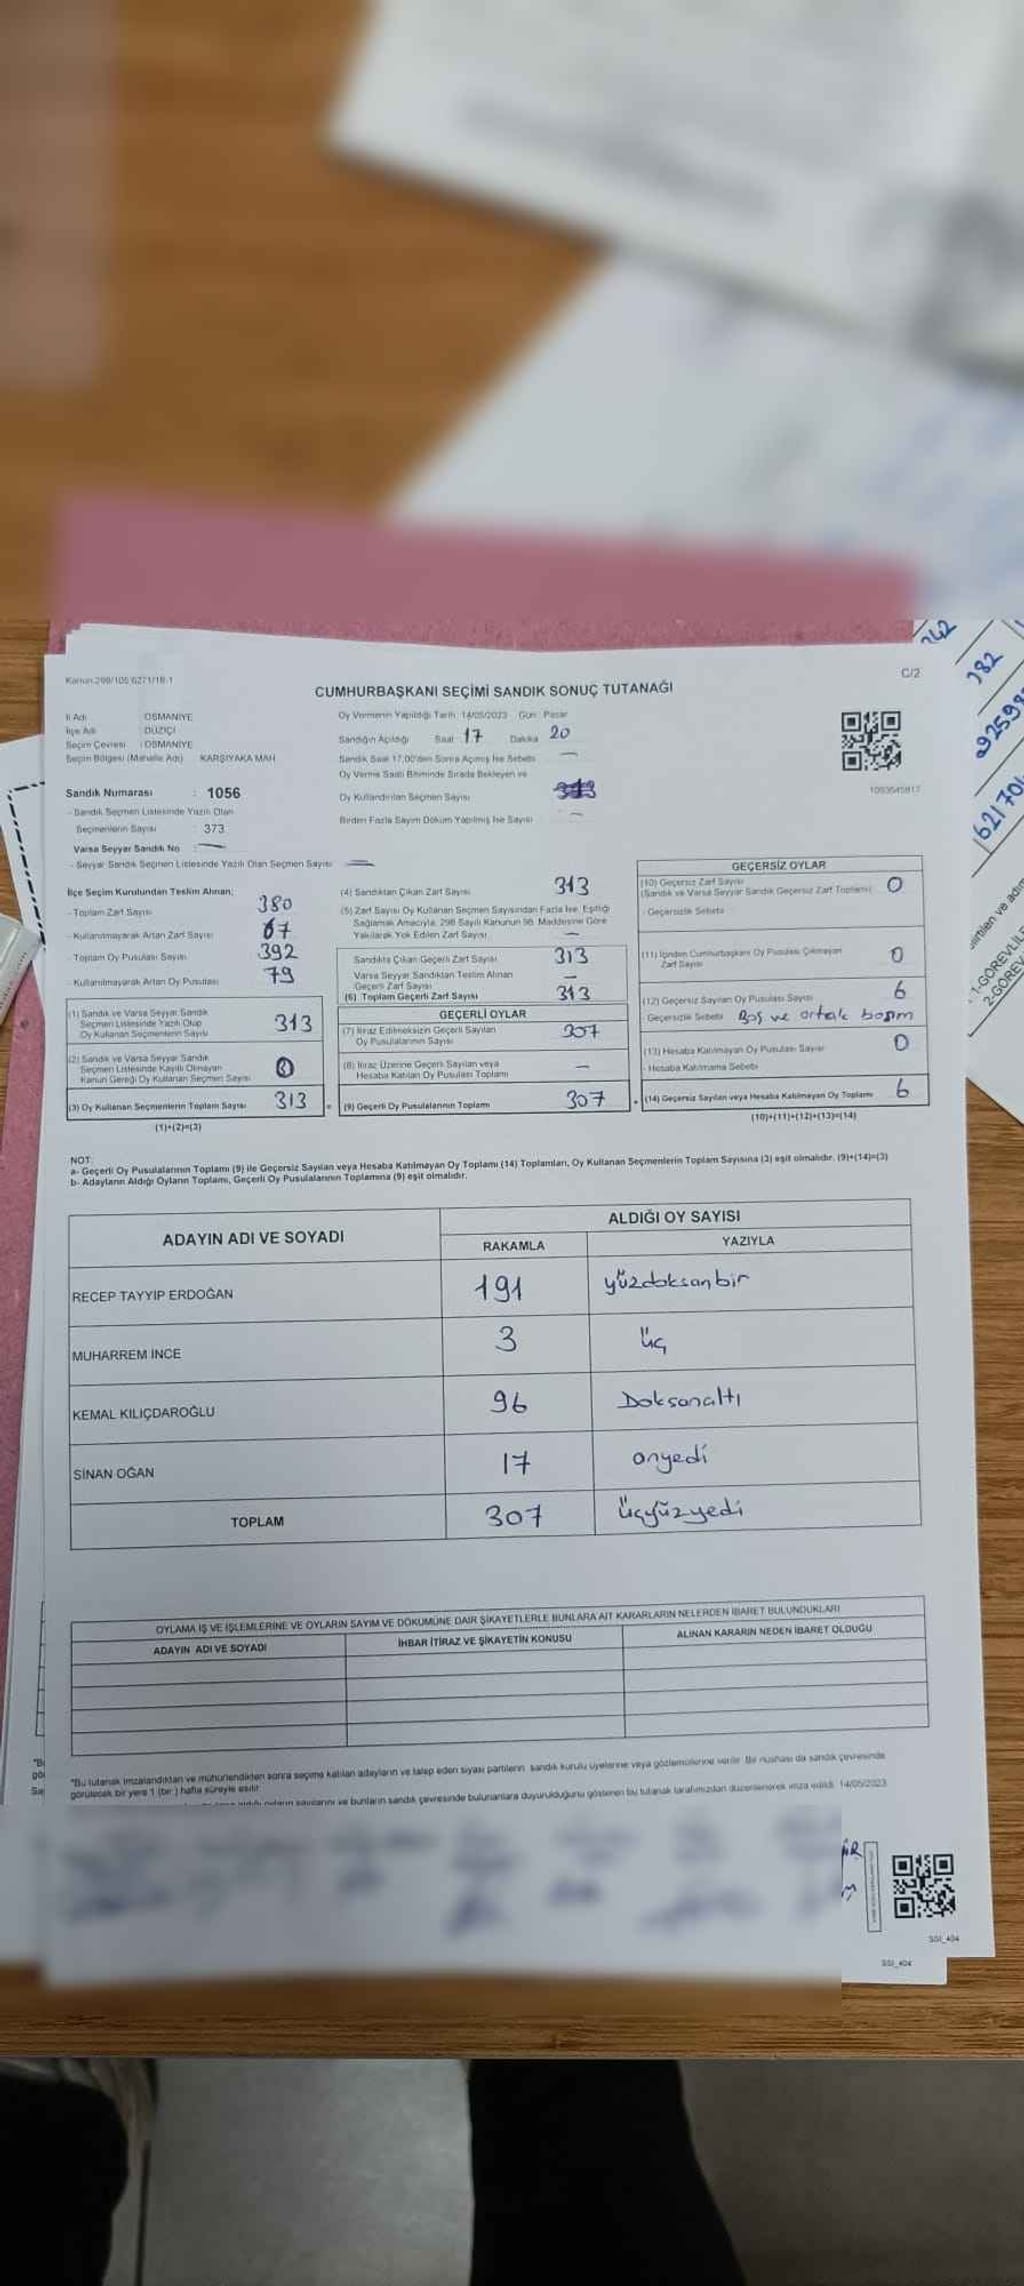 Kanun:298/105 6271/18-1
C/2
CUMHURBAŞKANI SEÇİMİ SANDIK SONUÇ TUTANAĞI
İl Adı : OSMANİYE
İlçe Adı : DÜZİÇİ
Seçim Çevresi : OSMANİYE
Seçim Bölgesi (Mahalle Adı) KARŞIYAKA MAH
Sandık Numarası : 1056
- Sandık Seçmen Listesinde Yazılı Olan
Seçmenlerin Sayısı : 373
Varsa Seyyar Sandık No : —
- Seyyar Sandık Seçmen Listesinde Yazılı Olan Seçmen Sayısı : —
Oy Vermenin Yapıldığı Tarih: 14/05/2023 Gün: Pazar
Sandığın Açıldığı Saat: 17 Dakika 20
Sandık Saat 17.00'den Sonra Açılmış İse Sebebi —
Oy Verme Saati Bitiminde Sırada Bekleyen ve
Oy Kullandırılan Seçmen Sayısı
Birden Fazla Sayım Döküm Yapılmış İse Sayısı —
1093545917
İlçe Seçim Kurulundan Teslim Alınan;
- Toplam Zarf Sayısı 380
- Kullanılmayarak Artan Zarf Sayısı 67
- Toplam Oy Pusulası Sayısı 392
- Kullanılmayarak Artan Oy Pusulası 79
(1) Sandık ve Varsa Seyyar Sandık
Seçmen Listesinde Yazılı Olup
Oy Kullanan Seçmenlerin Sayısı 313
(2) Sandık ve Varsa Seyyar Sandık
Seçmen Listesinde Kayıtlı Olmayan
Kanun Gereği Oy Kullanan Seçmen Sayısı 0
(3) Oy Kullanan Seçmenlerin Toplam Sayısı 313
(1)+(2)=(3)
(4) Sandıktan Çıkan Zarf Sayısı 313
(5) Zarf Sayısı Oy Kullanan Seçmen Sayısından Fazla İse, Eşitliği
Sağlamak Amacıyla, 298 Sayılı Kanunun 98. Maddesine Göre
Yakılarak Yok Edilen Zarf Sayısı —
Sandıkta Çıkan Geçerli Zarf Sayısı 313
Varsa Seyyar Sandıktan Teslim Alınan
Geçerli Zarf Sayısı —
(6) Toplam Geçerli Zarf Sayısı 313
GEÇERLİ OYLAR
(7) İtiraz Edilmeksizin Geçerli Sayılan
Oy Pusulalarının Sayısı 307
(8) İtiraz Üzerine Geçerli Sayılan veya
Hesaba Katılan Oy Pusulası Toplamı —
= (9) Geçerli Oy Pusulalarının Toplamı 307
GEÇERSİZ OYLAR
(10) Geçersiz Zarf Sayısı
(Sandık ve Varsa Seyyar Sandık Geçersiz Zarf Toplamı) 0
- Geçersizlik Sebebi
(11) İçinden Cumhurbaşkanı Oy Pusulası Çıkmayan
Zarf Sayısı 0
(12) Geçersiz Sayılan Oy Pusulası Sayısı 6
- Geçersizlik Sebebi Boş ve ortak basım
(13) Hesaba Katılmayan Oy Pusulası Sayısı 0
- Hesaba Katılmama Sebebi
+ (14) Geçersiz Sayılan veya Hesaba Katılmayan Oy Toplamı 6
(10)+(11)+(12)+(13)=(14)
NOT:
a- Geçerli Oy Pusulalarının Toplamı (9) ile Geçersiz Sayılan veya Hesaba Katılmayan Oy Toplamı (14) Toplamları, Oy Kullanan Seçmenlerin Toplam Sayısına (3) eşit olmalıdır. (9)+(14)=(3)
b- Adayların Aldığı Oyların Toplamı, Geçerli Oy Pusulalarının Toplamına (9) eşit olmalıdır.
ADAYIN ADI VE SOYADI
ALDIĞI OY SAYISI
RAKAMLA YAZIYLA
RECEP TAYYİP ERDOĞAN 191 yüzdoksanbir
MUHARREM İNCE 3 üç
KEMAL KILIÇDAROĞLU 96 Doksanaltı
SİNAN OĞAN 17 onyedi
TOPLAM 307 üçyüzyedi
OYLAMA İŞ VE İŞLEMLERİNE VE OYLARIN SAYIM VE DÖKÜMÜNE DAİR ŞİKAYETLERLE BUNLARA AİT KARARLARIN NELERDEN İBARET BULUNDUKLARI
ADAYIN ADI VE SOYADI İHBAR İTİRAZ VE ŞİKAYETİN KONUSU ALINAN KARARIN NEDEN İBARET OLDUĞU
*Bu tutanak imzalandıktan ve mühürlendikten sonra seçime katılan adayların ve talep eden siyasi partilerin sandık kurulu üyelerine veya gözlemcilerine verilir. Bir nüshası da sandık çevresinde
görülecek bir yere 1 (bir) hafta süreyle asılır.
bu tutanak tarafımızdan düzenlenerek imza edildi. 14/05/2023
SSI_404
SSI_404
242
382
1-GÖREVLİLE
2-GÖREV